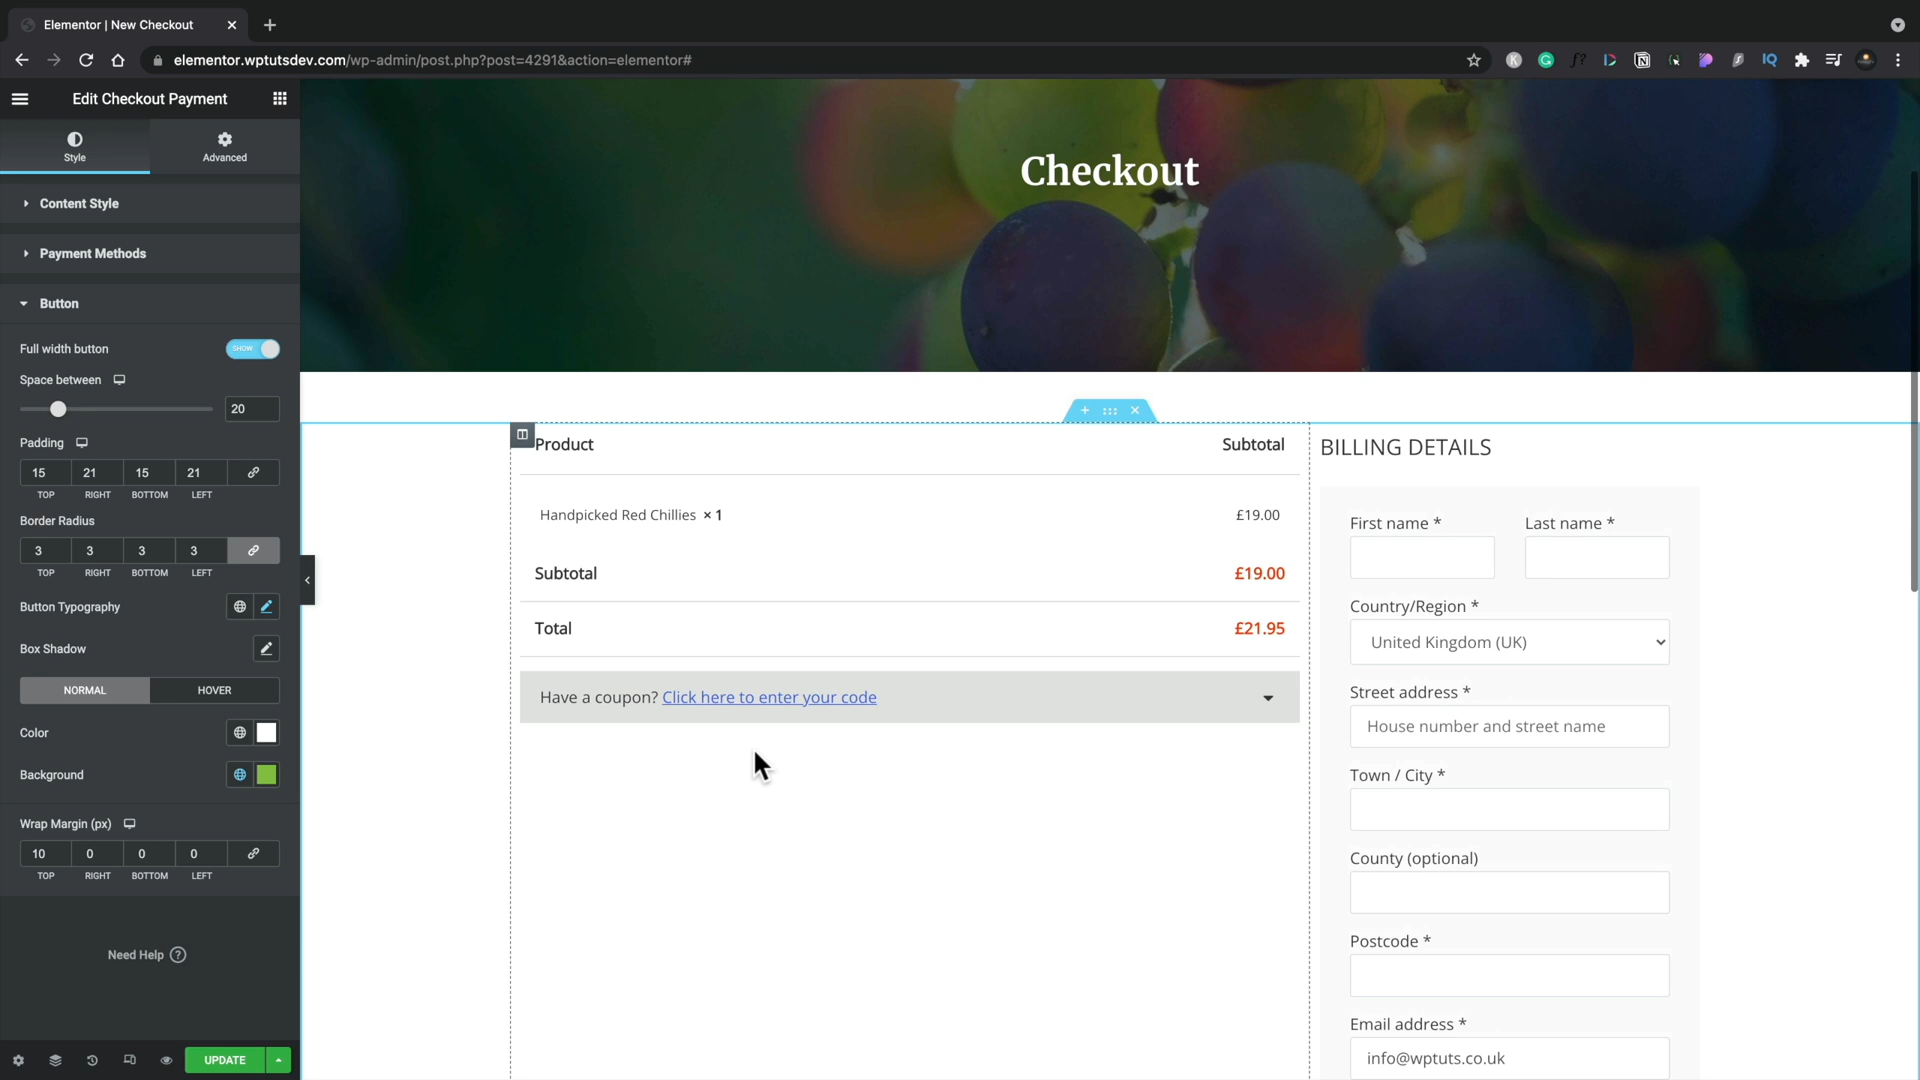 Elementor | New Checkout
elementor.wptutsdev.com/wp-admin/post.php?post=4291&action=elementor#
Edit Checkout Payment
Style
Advanced
Content Style
Payment Methods
Button
Full width button
SHOW
Space between
20
Padding
15 21 15 21
TOP RIGHT BOTTOM LEFT
Border Radius
3 3 3 3
TOP RIGHT BOTTOM LEFT
Button Typography
Box Shadow
NORMAL HOVER
Color
Background
Wrap Margin (px)
10 0 0 0
TOP RIGHT BOTTOM LEFT
Need Help
UPDATE
Checkout
Product Subtotal
Handpicked Red Chillies × 1 £19.00
Subtotal £19.00
Total £21.95
Have a coupon? Click here to enter your code
BILLING DETAILS
First name * Last name *
Country/Region *
United Kingdom (UK)
Street address *
House number and street name
Town / City *
County (optional)
Postcode *
Email address *
info@wptuts.co.uk